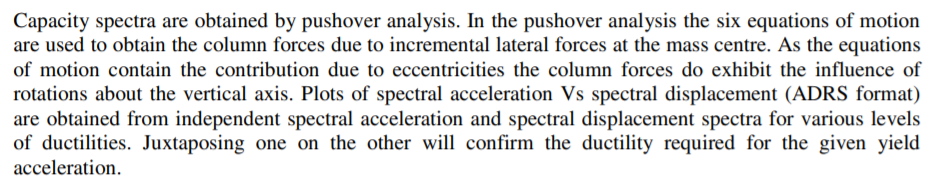 Capacity spectra are obtained by pushover analysis. In the pushover analysis the six equations of motion
are used to obtain the column forces due to incremental lateral forces at the mass centre. As the equations
of motion contain the contribution due to eccentricities the column forces do exhibit the influence of
rotations about the vertical axis. Plots of spectral acceleration Vs spectral displacement (ADRS format)
are obtained from independent spectral acceleration and spectral displacement spectra for various levels
of ductilities. Juxtaposing one on the other will confirm the ductility required for the given yield
acceleration.